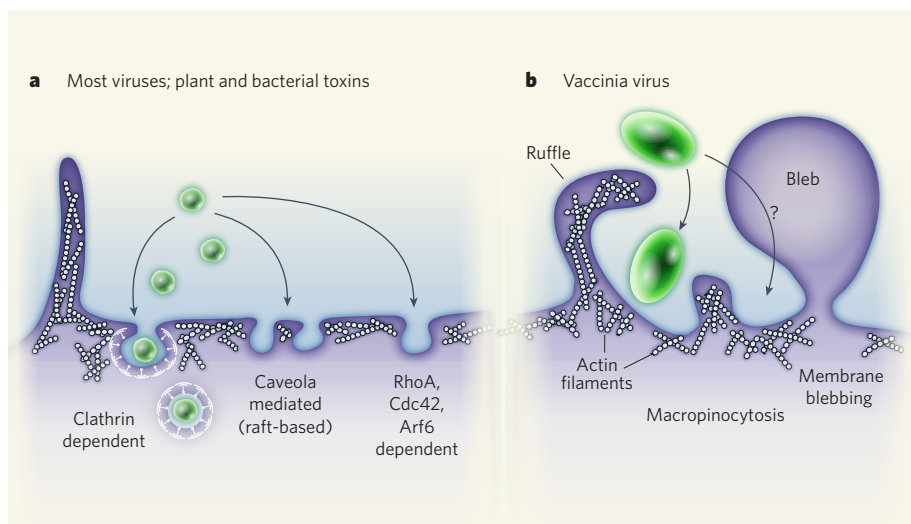 a Most viruses; plant and bacterial toxins
Clathrin
dependent
Caveola
mediated
(raft-based)
RhoA,
Cdc42,
Arf6
dependent
b Vaccinia virus
Ruffle
Bleb
?
Actin
filaments
Macropinocytosis
Membrane
blebbing